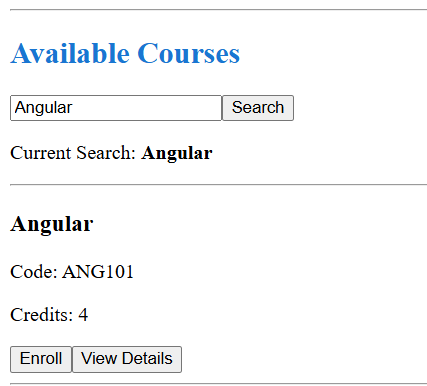 Available Courses
Angular Search
Current Search: Angular
Angular
Code: ANG101
Credits: 4
Enroll View Details